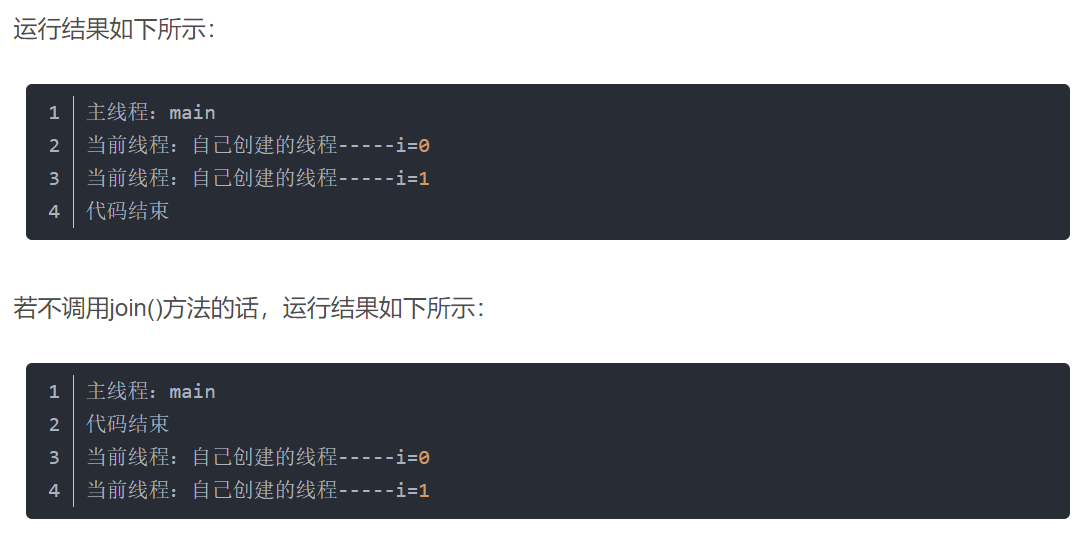 运行结果如下所示：
1 主线程：main
2 当前线程：自己创建的线程-----i=0
3 当前线程：自己创建的线程-----i=1
4 代码结束
若不调用join()方法的话，运行结果如下所示：
1 主线程：main
2 代码结束
3 当前线程：自己创建的线程-----i=0
4 当前线程：自己创建的线程-----i=1